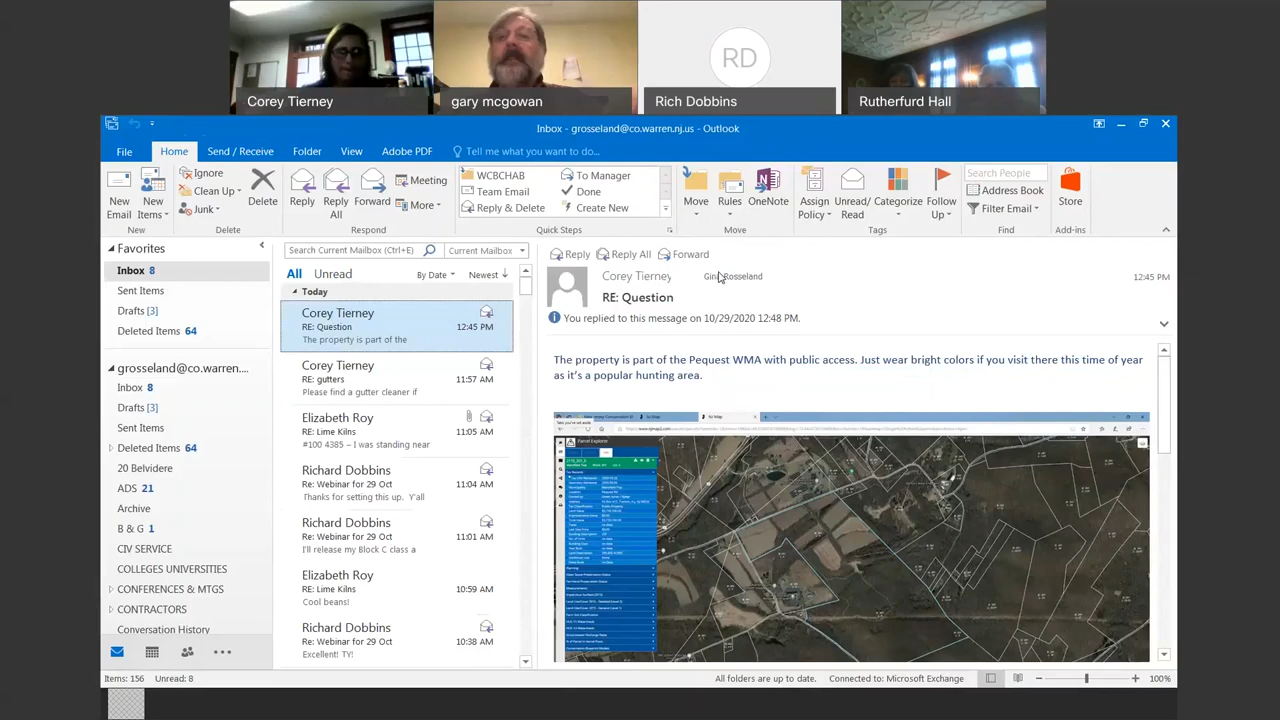 Corey Tierney
gary mcgowan
RD
Rich Dobbins
Rutherfurd Hall
Inbox - grosseland@co.warren.nj.us - Outlook
File Home Send / Receive Folder View Adobe PDF Tell me what you want to do...
New Email
New Items
New
Ignore
Clean Up
Junk
Delete
Delete
Reply
Reply All
Forward
Meeting
More
Respond
WCBCHAB
Team Email
Reply & Delete
To Manager
Done
Create New
Quick Steps
Move
Rules
OneNote
Move
Assign Policy
Unread/ Read
Categorize
Follow Up
Tags
Search People
Address Book
Filter Email
Find
Store
Add-ins
Favorites
Inbox 8
Sent Items
Drafts [3]
Deleted Items 64
grosseland@co.warren....
Inbox 8
Drafts [3]
Sent Items
Deleted Items 64
20 Belvidere
ADS 21
Archive
B & G 1
CIV SERVICE
COLLEGES UNIVERSITIES
COMMITTEES & MTGS
CONTRACTORS
Search Current Mailbox (Ctrl+E)
Current Mailbox
All Unread By Date Newest
Today
Corey Tierney
RE: Question 12:45 PM
The property is part of the
Corey Tierney
RE: gutters 11:57 AM
Please find a gutter cleaner if
Elizabeth Roy
RE: Lime Kilns 11:05 AM
#100 4385 – I was standing near
Richard Dobbins
Re: Webinar for 29 Oct 11:04 AM
Thanks for setting this up. Y'all
Richard Dobbins
Re: Webinar for 29 Oct 11:01 AM
I'll release my Block C class a
Elizabeth Roy
RE: Lime Kilns 10:59 AM
Cool beans!
Richard Dobbins
Re: Webinar for 29 Oct 10:38 AM
Excellent! TY!
Reply Reply All Forward
Corey Tierney
RE: Question
12:45 PM
You replied to this message on 10/29/2020 12:48 PM.
The property is part of the Pequest WMA with public access. Just wear bright colors if you visit there this time of year
as it's a popular hunting area.
Parcel Explorer
Items: 156 Unread: 8
All folders are up to date. Connected to: Microsoft Exchange
100%